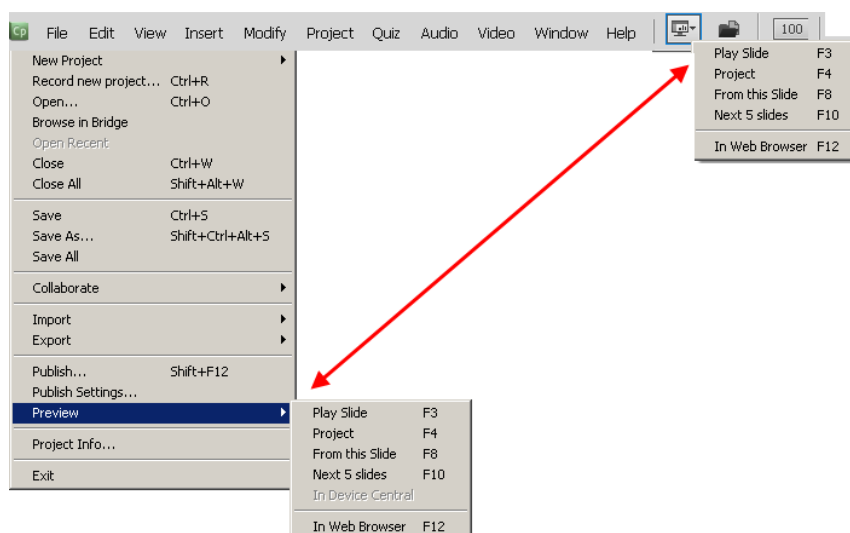 Cp File Edit View Insert Modify Project Quiz Audio Video Window Help 100
New Project
Record new project... Ctrl+R
Open... Ctrl+O
Browse in Bridge
Open Recent
Close Ctrl+W
Close All Shift+Alt+W
Save Ctrl+S
Save As... Shift+Ctrl+Alt+S
Save All
Collaborate
Import
Export
Publish... Shift+F12
Publish Settings...
Preview
Project Info...
Exit
Play Slide F3
Project F4
From this Slide F8
Next 5 slides F10
In Device Central
In Web Browser F12
Play Slide F3
Project F4
From this Slide F8
Next 5 slides F10
In Web Browser F12